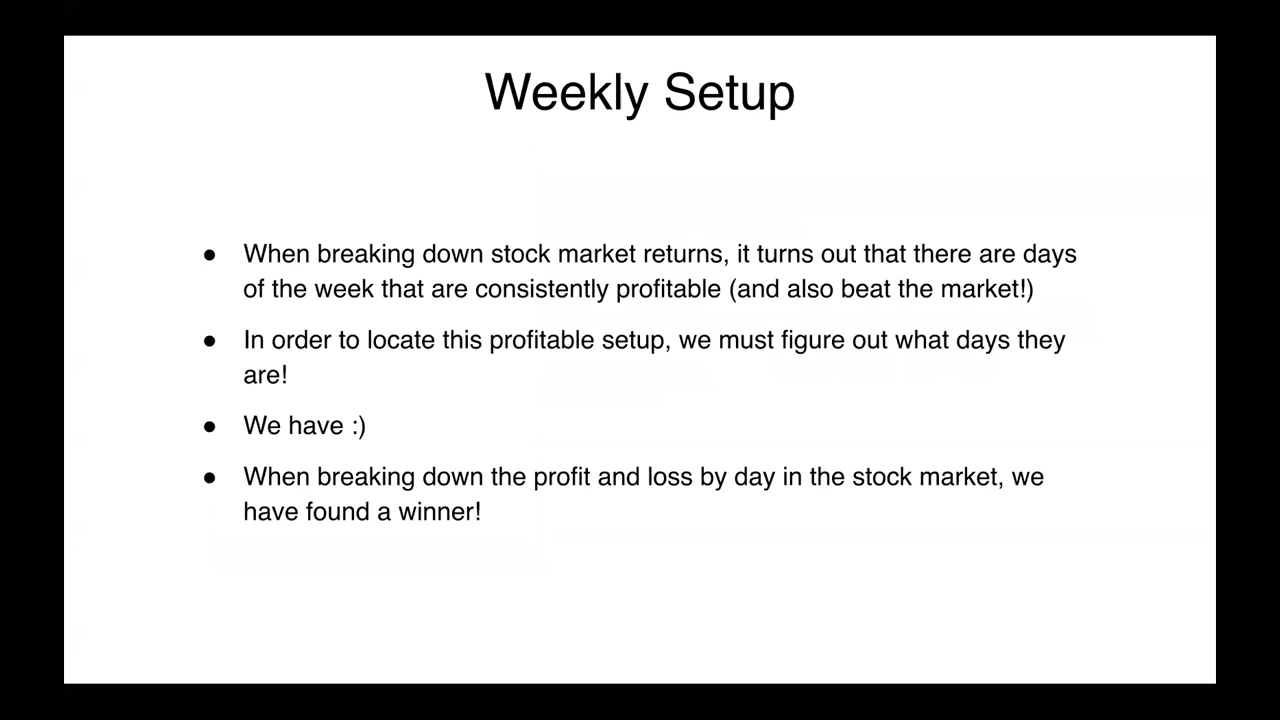 Weekly Setup
● When breaking down stock market returns, it turns out that there are days
of the week that are consistently profitable (and also beat the market!)
● In order to locate this profitable setup, we must figure out what days they
are!
● We have :)
● When breaking down the profit and loss by day in the stock market, we
have found a winner!